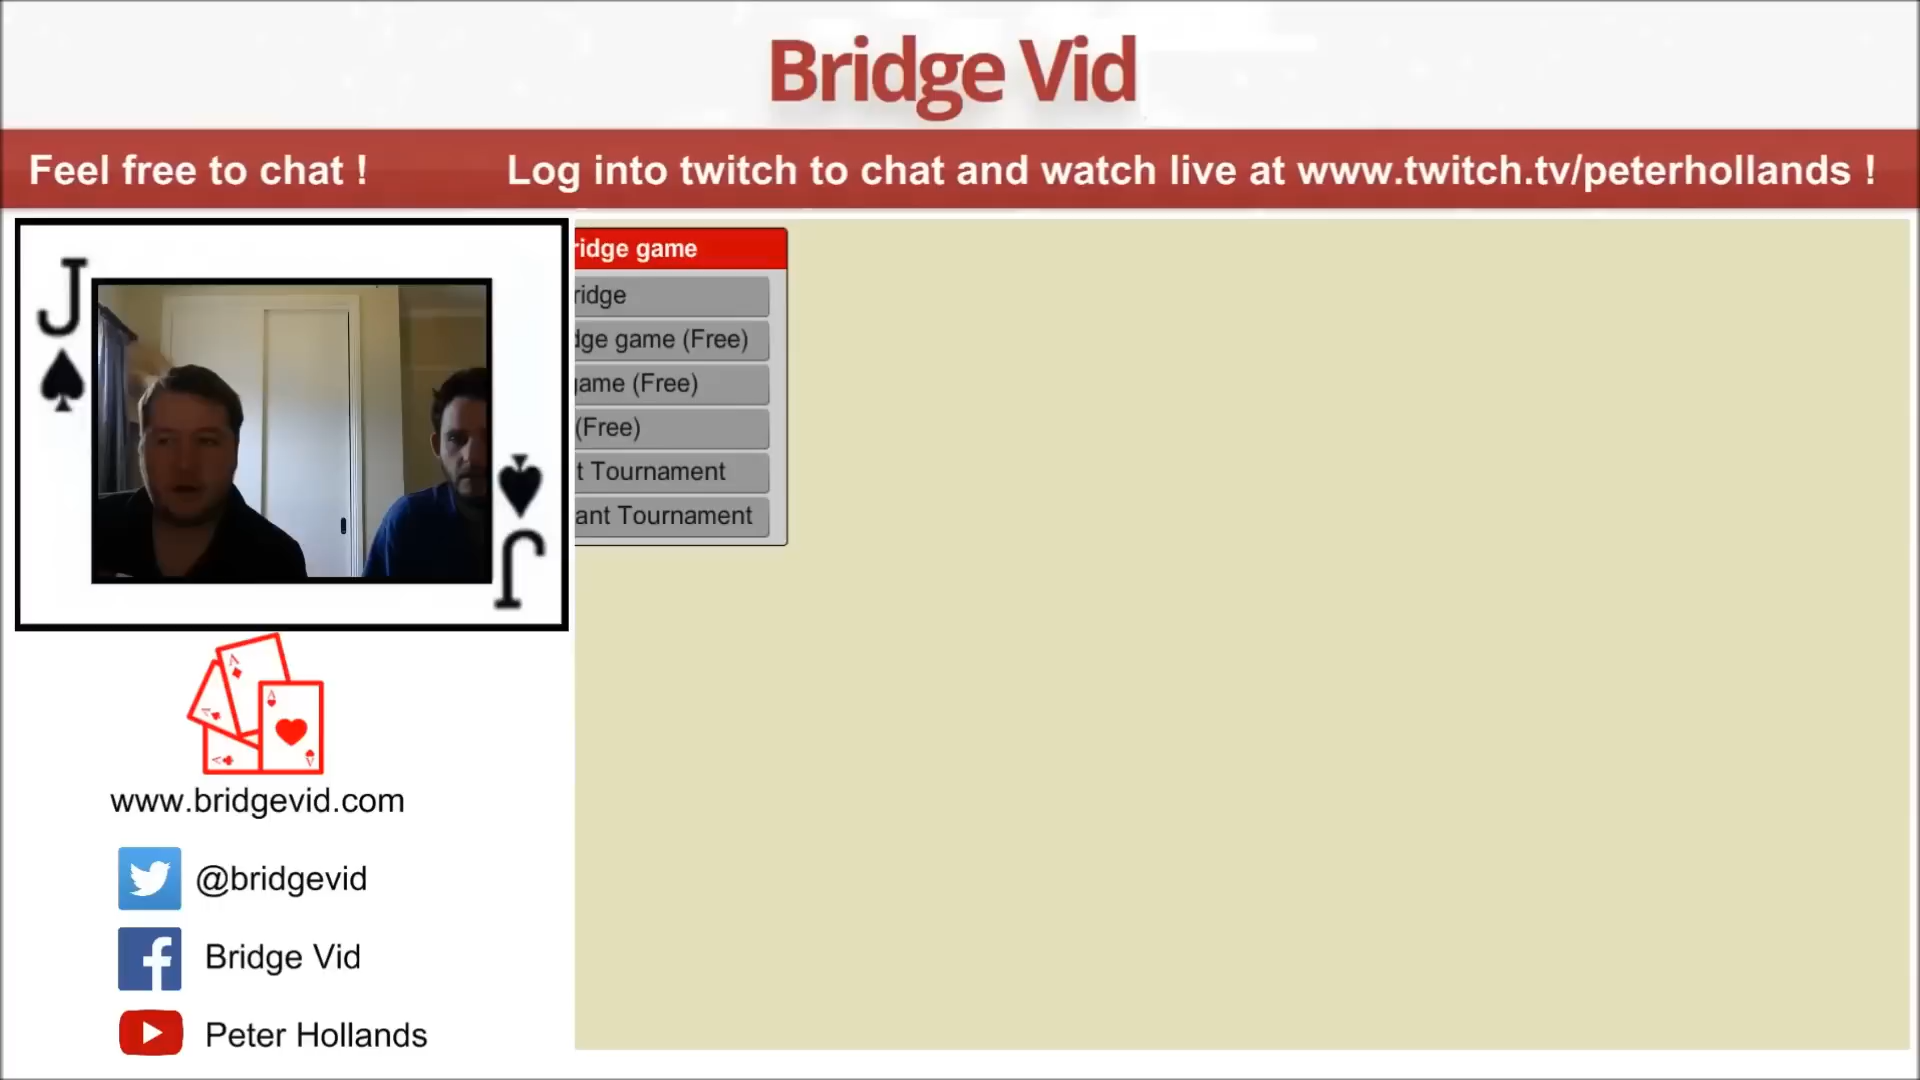 Bridge Vid
Feel free to chat !
Log into twitch to chat and watch live at www.twitch.tv/peterhollands !
J
ridge game
ridge
dge game (Free)
game (Free)
(Free)
t Tournament
ant Tournament
J
A
A
A
A
www.bridgevid.com
@bridgevid
Bridge Vid
Peter Hollands